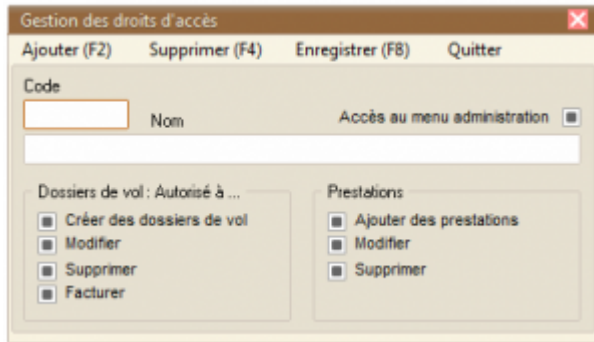 Gestion des droits d'accès
Ajouter (F2) Supprimer (F4) Enregistrer (F8) Quitter
Code
Nom Accès au menu administration
Dossiers de vol : Autorisé à ... Prestations
Créer des dossiers de vol Ajouter des prestations
Modifier Modifier
Supprimer Supprimer
Facturer